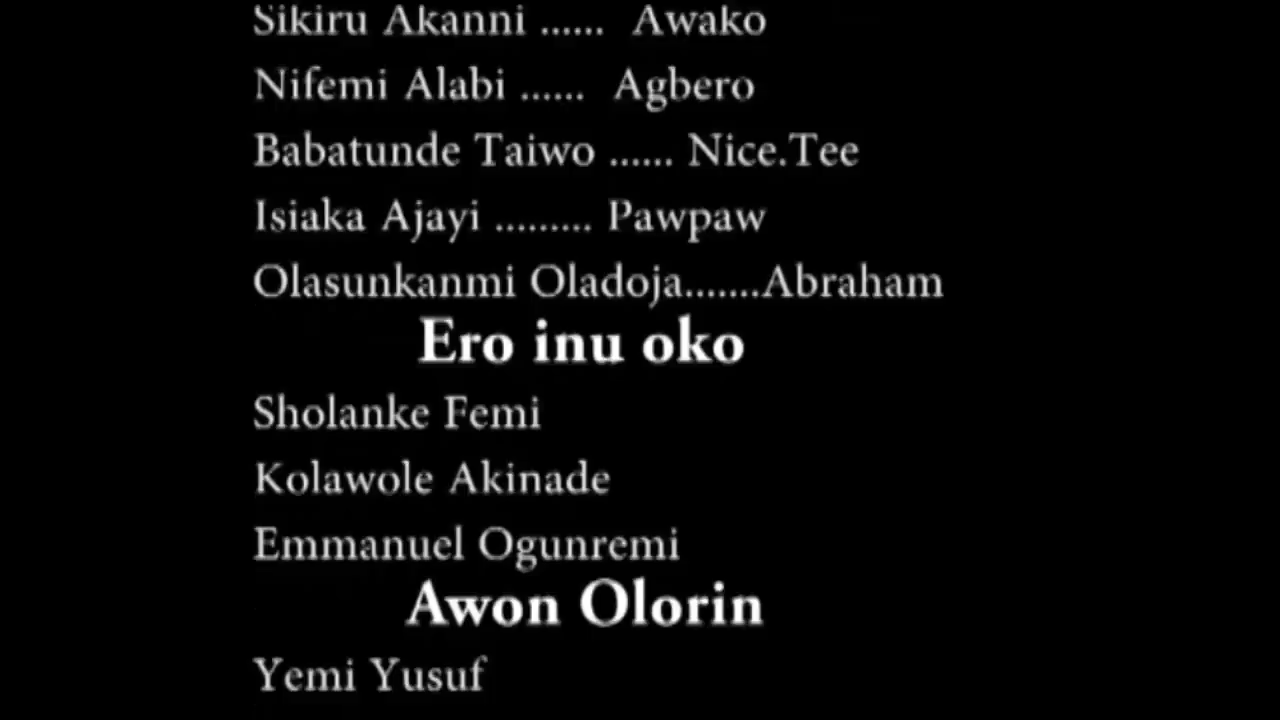 Sikiru Akanni ...... Awako
Nifemi Alabi ...... Agbero
Babatunde Taiwo ...... Nice.Tee
Isiaka Ajayi ......... Pawpaw
Olasunkanmi Oladoja.......Abraham
Ero inu oko
Sholanke Femi
Kolawole Akinade
Emmanuel Ogunremi
Awon Olorin
Yemi Yusuf